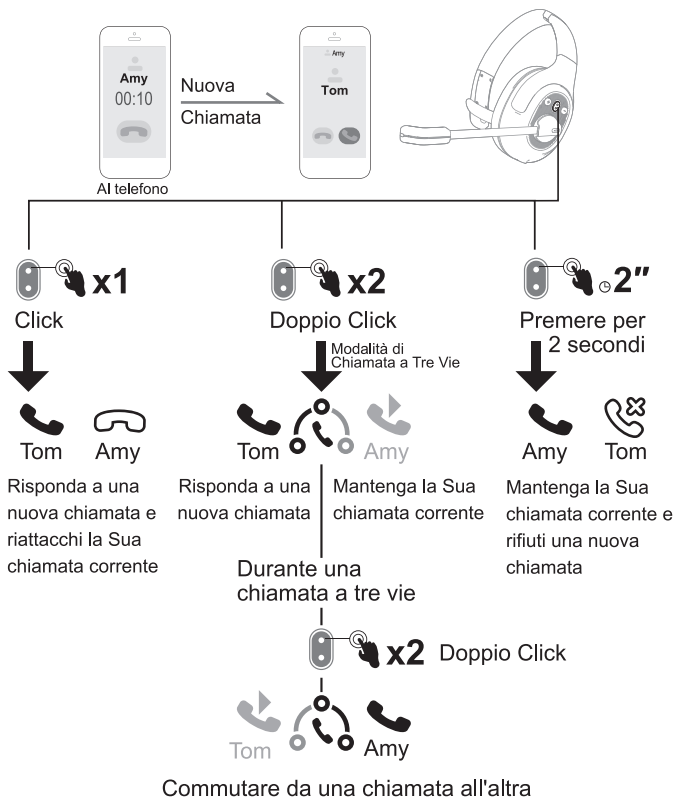 Amy
00:10
Al telefono
Nuova
Chiamata
Amy
Tom
x1
Click
Tom
Amy
Risponda a una
nuova chiamata e
riattacchi la Sua
chiamata corrente
x2
Doppio Click
Modalità di
Chiamata a Tre Vie
Tom
Amy
Risponda a una
nuova chiamata
Mantenga la Sua
chiamata corrente
2"
Premere per
2 secondi
Amy
Tom
Mantenga la Sua
chiamata corrente e
rifiuti una nuova
chiamata
Durante una
chiamata a tre vie
x2 Doppio Click
Tom
Amy
Commutare da una chiamata all'altra